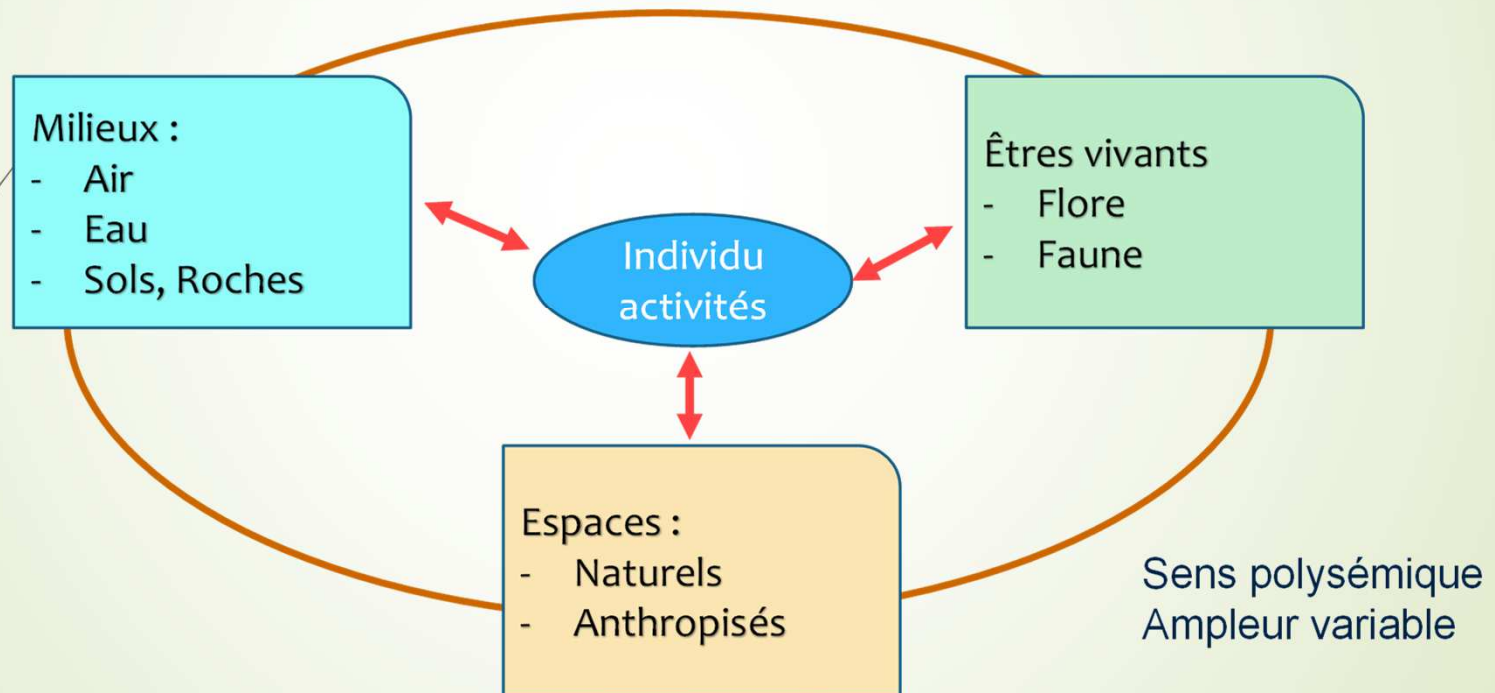 Milieux :
- Air
- Eau
- Sols, Roches
Êtres vivants
- Flore
- Faune
Individu
activités
Espaces :
- Naturels
- Anthropisés
Sens polysémique
Ampleur variable